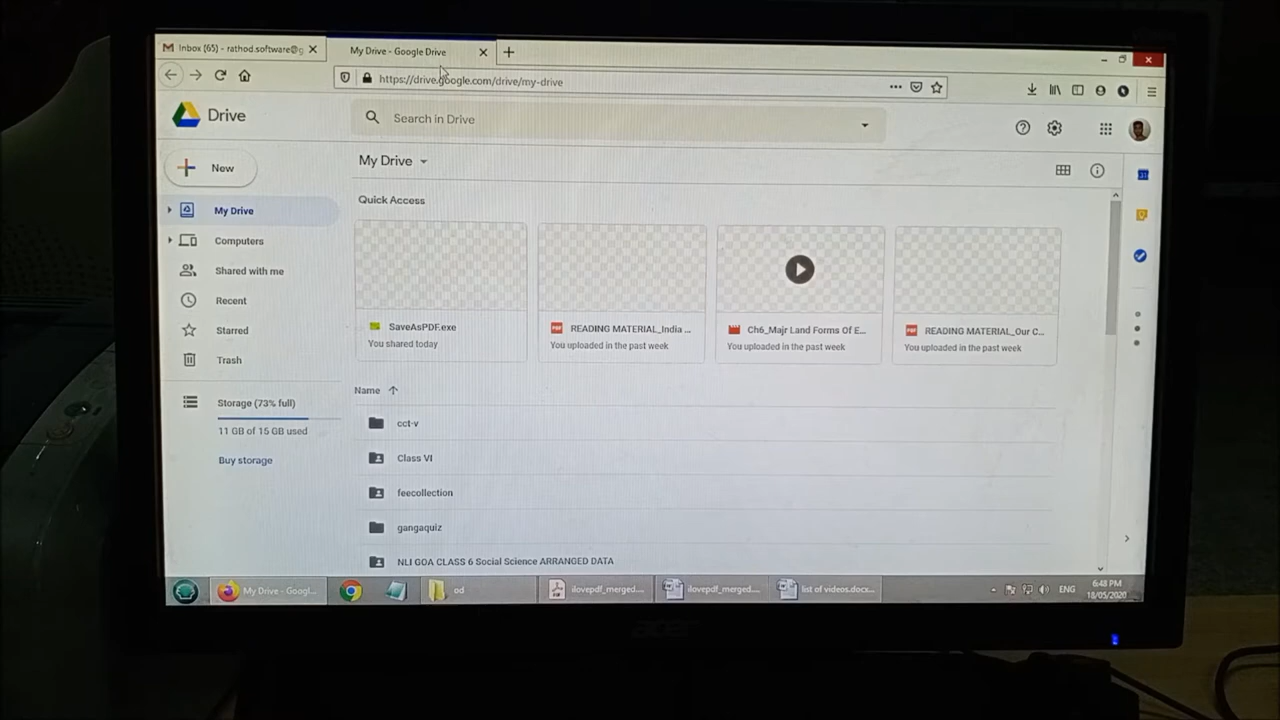 Inbox (65) - rathod.software@g
My Drive - Google Drive
https://drive.google.com/drive/my-drive
Drive
Search in Drive
New
My Drive
My Drive
Computers
Shared with me
Recent
Starred
Trash
Storage (73% full)
11 GB of 15 GB used
Buy storage
Quick Access
SaveAsPDF.exe
You shared today
READING MATERIAL_India ...
You uploaded in the past week
Ch6_Majr Land Forms Of E...
You uploaded in the past week
READING MATERIAL_Our C...
You uploaded in the past week
Name
cct-v
Class VI
feecollection
gangaquiz
NLI GOA CLASS 6 Social Science ARRANGED DATA
My Drive - Googl...
od
ilovepdf_merged....
ilovepdf_merged....
list of videos.docx...
ENG
6:48 PM
18/05/2020
acer